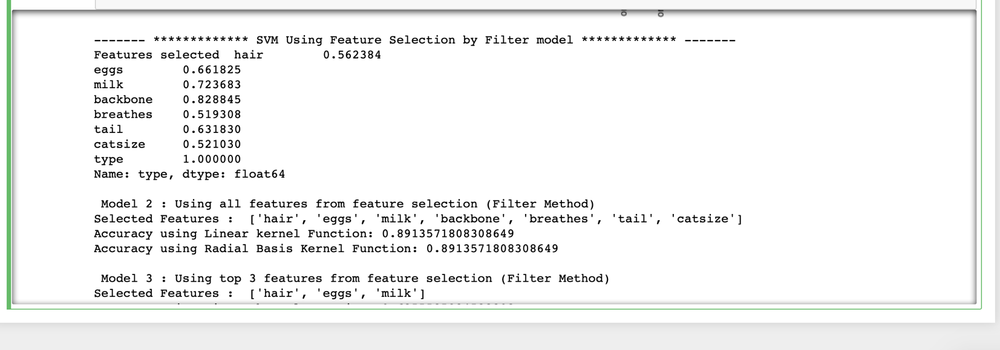 ------- ************* SVM Using Feature Selection by Filter model ************* -------
Features selected  hair        0.562384
eggs        0.661825
milk        0.723683
backbone    0.828845
breathes    0.519308
tail        0.631830
catsize     0.521030
type        1.000000
Name: type, dtype: float64
 Model 2 : Using all features from feature selection (Filter Method)
Selected Features :  ['hair', 'eggs', 'milk', 'backbone', 'breathes', 'tail', 'catsize']
Accuracy using Linear kernel Function: 0.8913571808308649
Accuracy using Radial Basis Kernel Function: 0.8913571808308649
 Model 3 : Using top 3 features from feature selection (Filter Method)
Selected Features :  ['hair', 'eggs', 'milk']